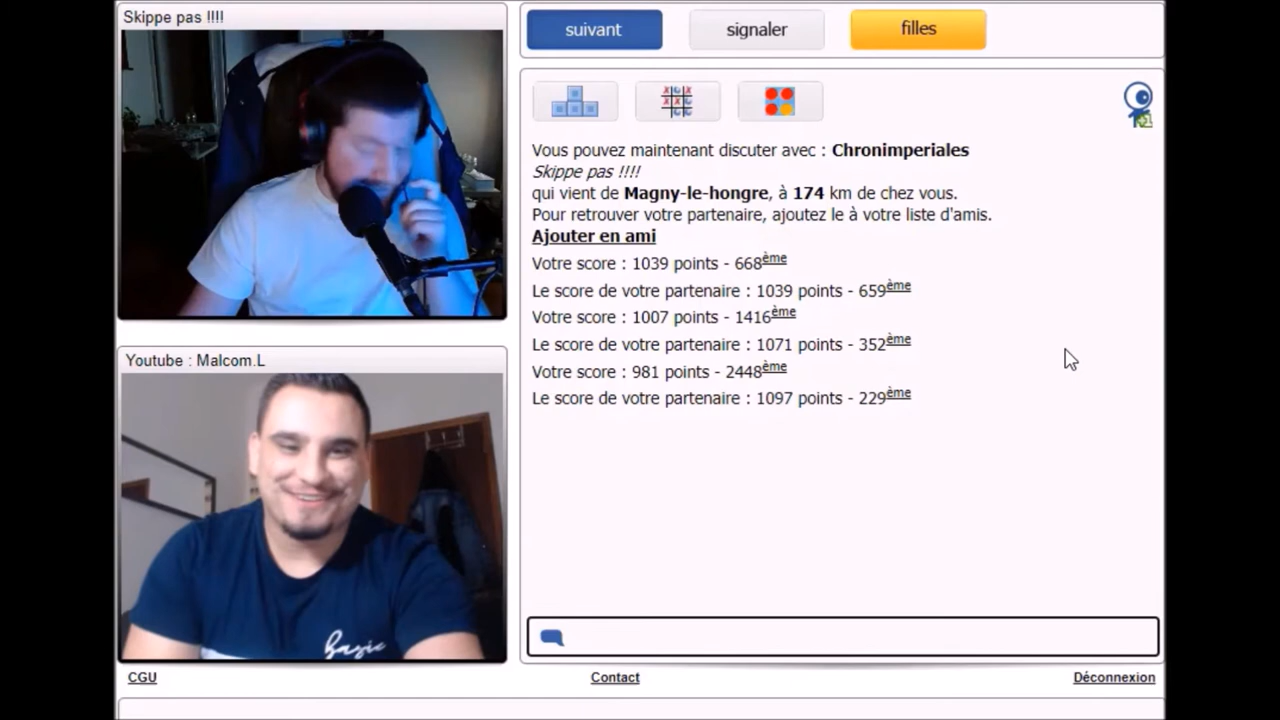 Skippe pas !!!!
suivant
signaler
filles
Vous pouvez maintenant discuter avec : Chronimperiales
Skippe pas !!!!
qui vient de Magny-le-hongre, à 174 km de chez vous.
Pour retrouver votre partenaire, ajoutez le à votre liste d'amis.
Ajouter en ami
Votre score : 1039 points - 668ème
Le score de votre partenaire : 1039 points - 659ème
Votre score : 1007 points - 1416ème
Le score de votre partenaire : 1071 points - 352ème
Votre score : 981 points - 2448ème
Le score de votre partenaire : 1097 points - 229ème
Youtube : Malcom.L
basic
CGU
Contact
Déconnexion